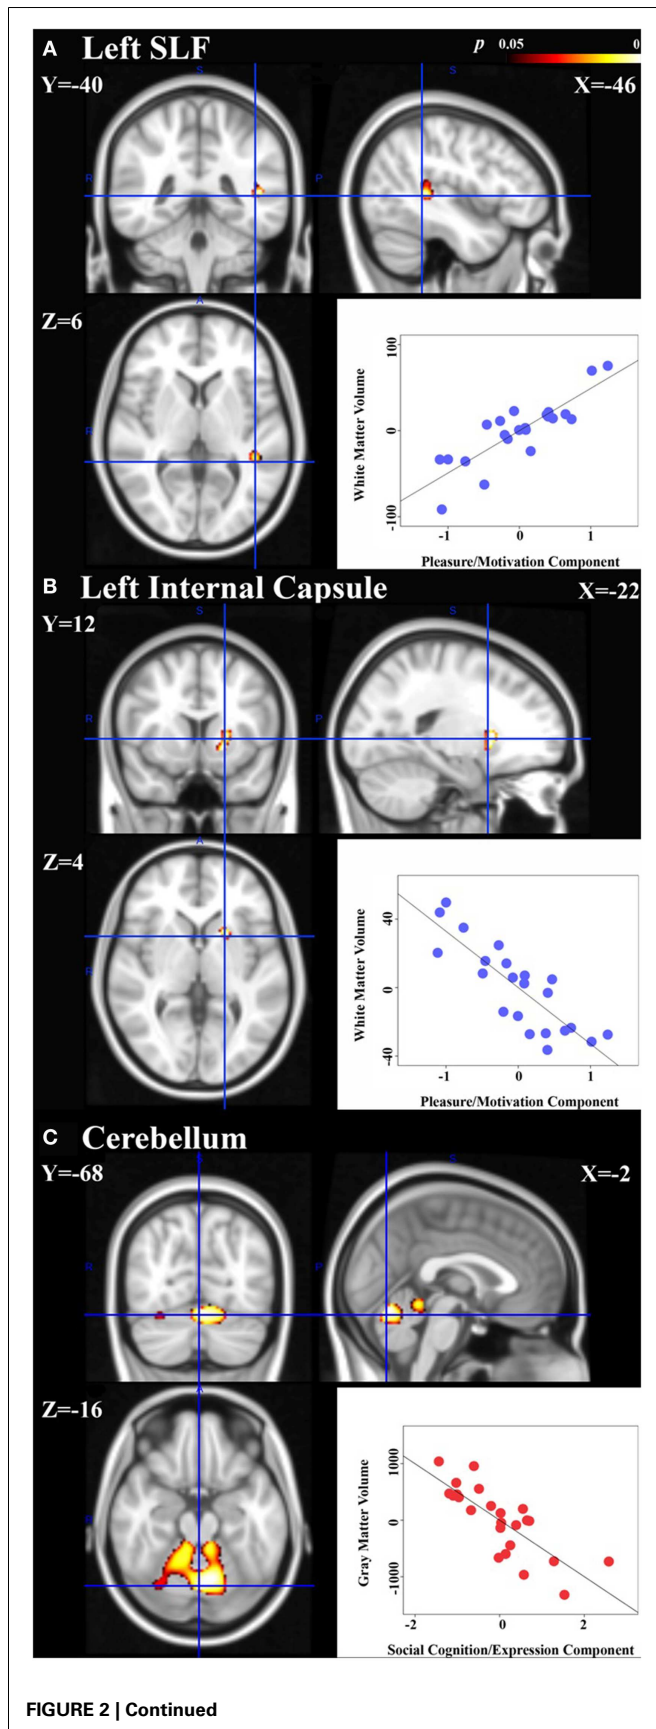 A Left SLF
p 0.05 0
Y=-40 X=-46
S S
R P
Z=6
A
R
100
0
-100
White Matter Volume
-1 0 1
Pleasure/Motivation Component
B Left Internal Capsule X=-22
Y=12
S S
R P
Z=4
A
R
40
0
-40
White Matter Volume
-1 0 1
Pleasure/Motivation Component
C Cerebellum
Y=-68 X=-2
S S
R P
Z=-16
A
R
1000
0
-1000
Gray Matter Volume
-2 0 2
Social Cognition/Expression Component
FIGURE 2 | Continued